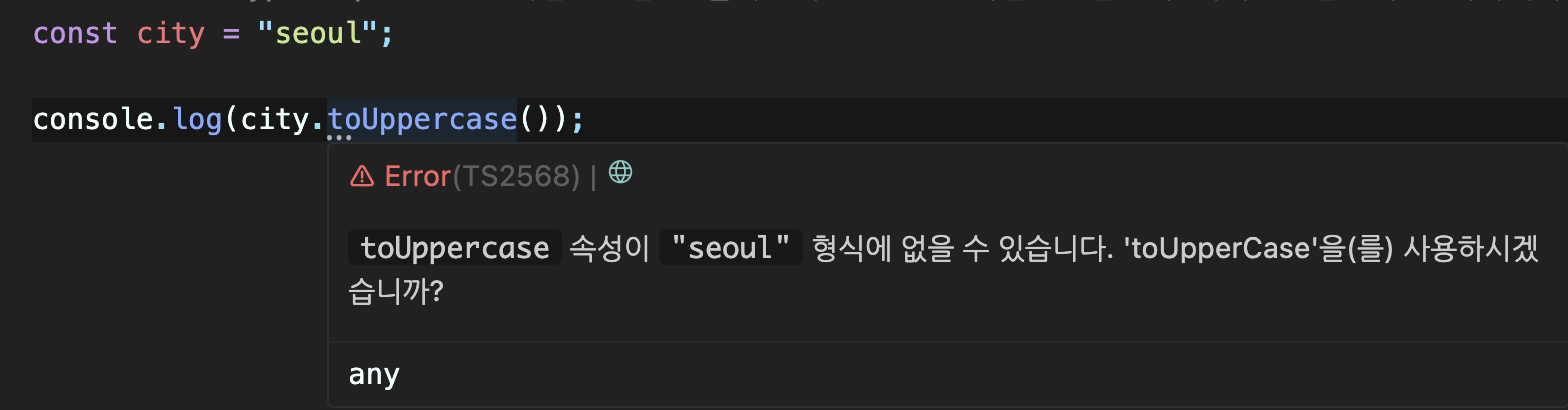 const city = "seoul";
console.log(city.toUppercase());
Error(TS2568) |
toUppercase 속성이 "seoul" 형식에 없을 수 있습니다. 'toUpperCase'을(를) 사용하시겠
습니까?
any